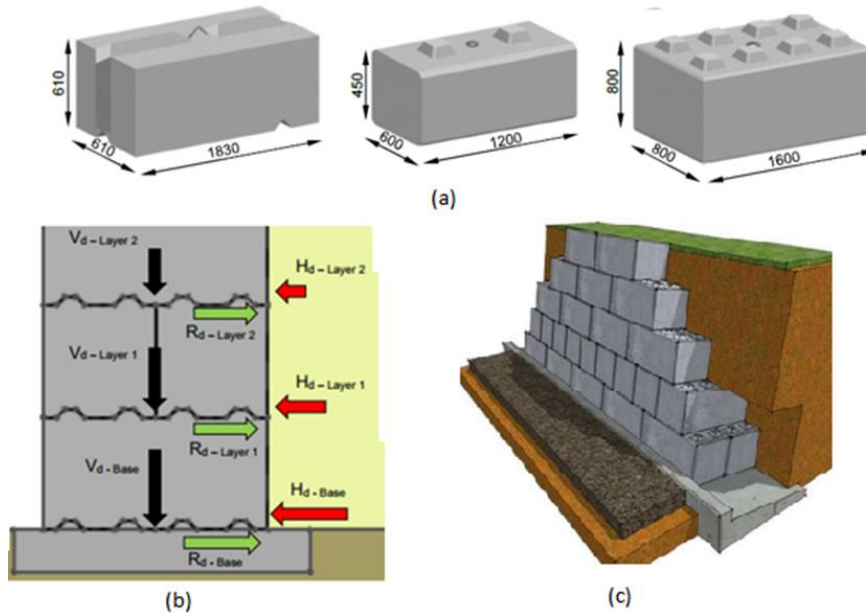 610
610
1830
450
600
1200
800
800
1600
(a)
Vd – Layer 2
Hd – Layer 2
Rd – Layer 2
Vd – Layer 1
Hd – Layer 1
Rd – Layer 1
Vd - Base
Hd - Base
Rd - Base
(b)
(c)